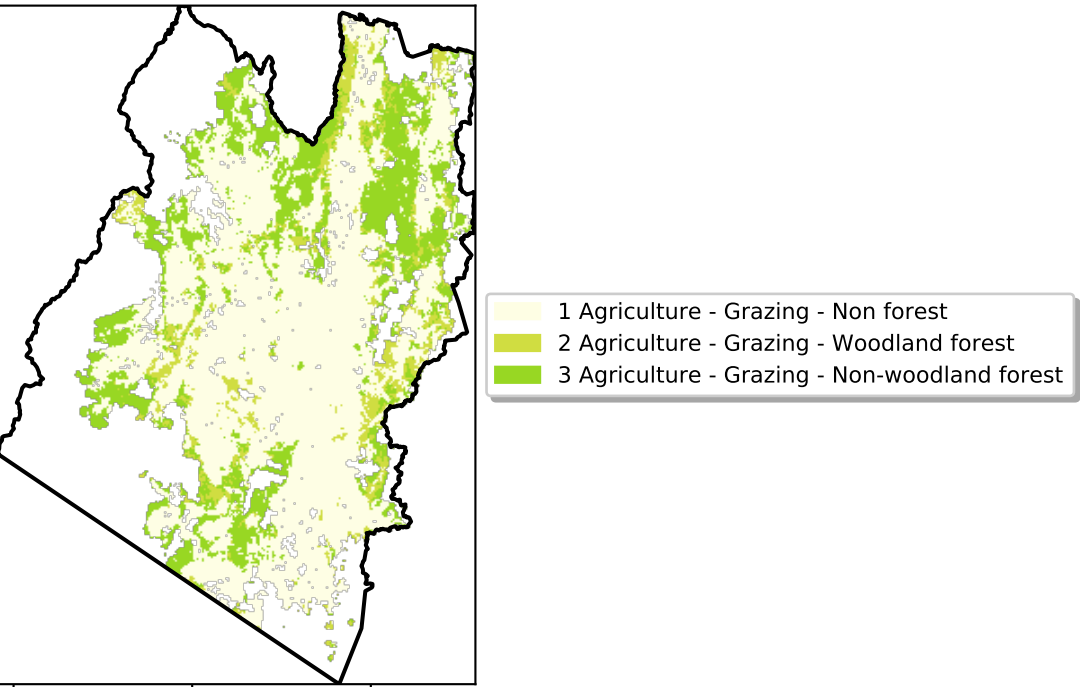 1 Agriculture - Grazing - Non forest
2 Agriculture - Grazing - Woodland forest
3 Agriculture - Grazing - Non-woodland forest